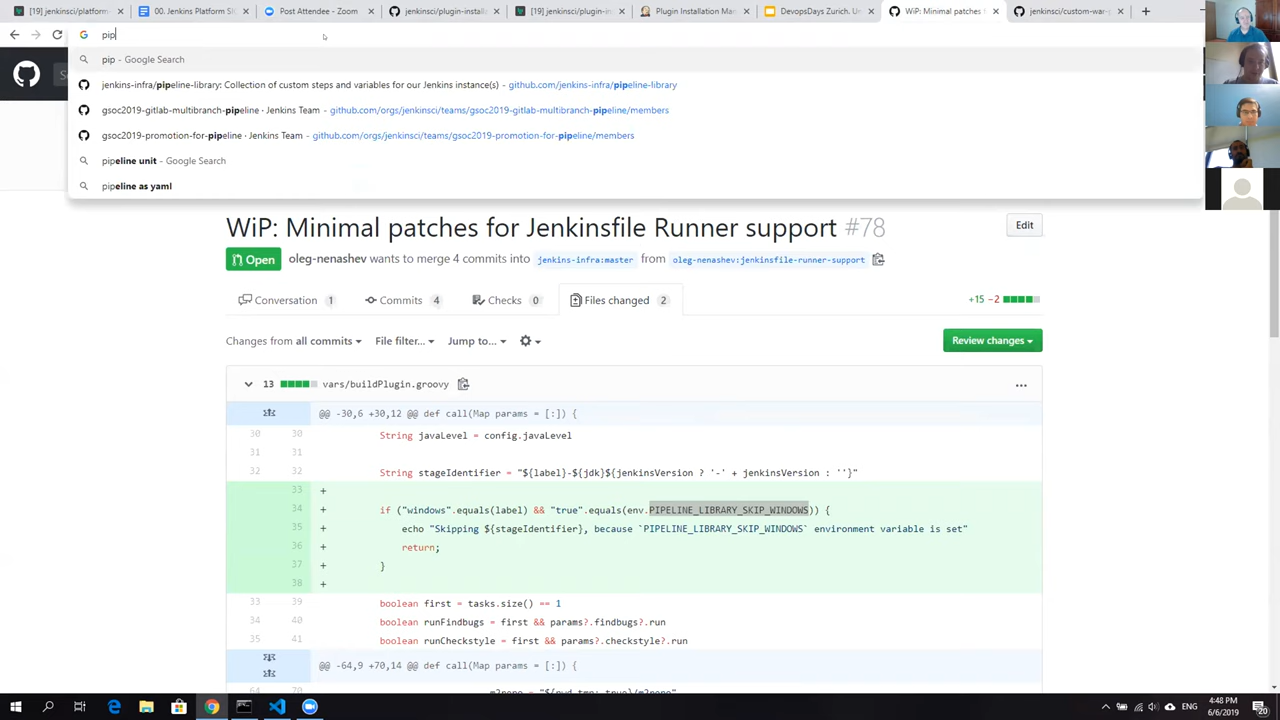 [19] jenkinsci/platform-s
00. Jenkins Platform SI
Post Attendee - Zoom
jenkinsci/plugin-install
[19] jenkinsci/plugin-in
Plugin Installation Ma
DevopsDays Zurich. U
WiP: Minimal patches
jenkinsci/custom-war-p
pip
pip - Google Search
jenkins-infra/pipeline-library: Collection of custom steps and variables for our Jenkins instance(s) - github.com/jenkins-infra/pipeline-library
gsoc2019-gitlab-multibranch-pipeline · Jenkins Team - github.com/orgs/jenkinsci/teams/gsoc2019-gitlab-multibranch-pipeline/members
gsoc2019-promotion-for-pipeline · Jenkins Team - github.com/orgs/jenkinsci/teams/gsoc2019-promotion-for-pipeline/members
pipeline unit - Google Search
pipeline as yaml
WiP: Minimal patches for Jenkinsfile Runner support #78
Edit
Open
oleg-nenashev wants to merge 4 commits into jenkins-infra:master from oleg-nenashev:jenkinsfile-runner-support
Conversation 1
Commits 4
Checks 0
Files changed 2
+15 −2
Changes from all commits
File filter...
Jump to...
Review changes
13 vars/buildPlugin.groovy
...
@@ -30,6 +30,12 @@ def call(Map params = [:]) {
30 30 String javaLevel = config.javaLevel
31 31
32 32 String stageIdentifier = "${label}-${jdk}${jenkinsVersion ? '-' + jenkinsVersion : ''}"
33 +
34 + if ("windows".equals(label) && "true".equals(env.PIPELINE_LIBRARY_SKIP_WINDOWS)) {
35 + echo "Skipping ${stageIdentifier}, because `PIPELINE_LIBRARY_SKIP_WINDOWS` environment variable is set"
36 + return;
37 + }
38 +
33 39 boolean first = tasks.size() == 1
34 40 boolean runFindbugs = first && params?.findbugs?.run
35 41 boolean runCheckstyle = first && params?.checkstyle?.run
@@ -64,9 +70,14 @@ def call(Map params = [:]) {
64 70
ENG
4:48 PM
6/6/2019
20